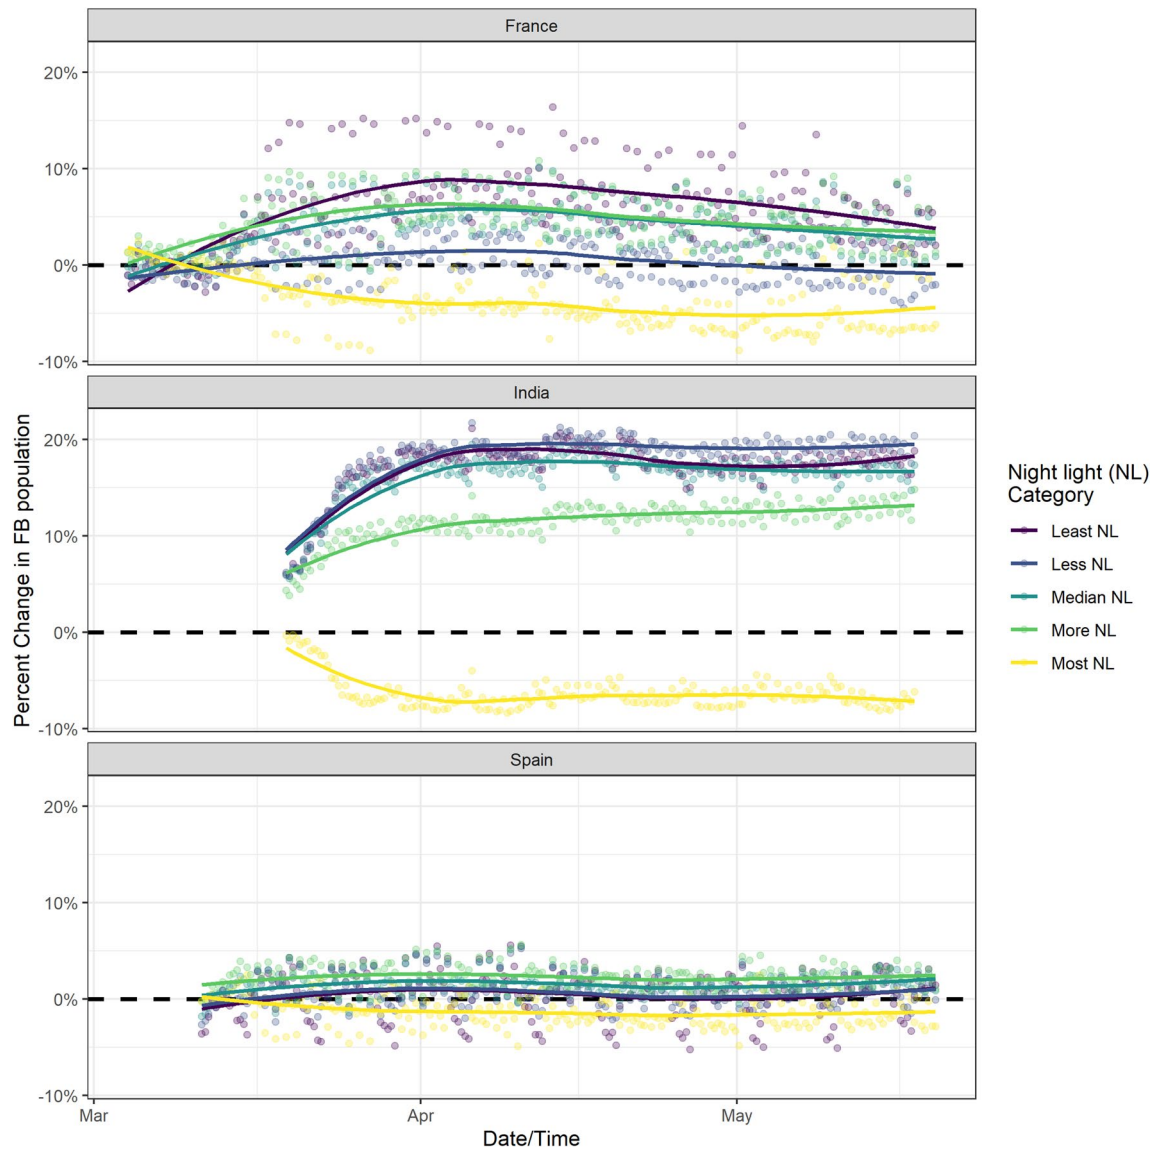 France
20%
10%
0%
-10%
India
20%
10%
0%
-10%
Spain
20%
10%
0%
-10%
Mar
Apr
May
Date/Time
Percent Change in FB population
Night light (NL)
Category
Least NL
Less NL
Median NL
More NL
Most NL